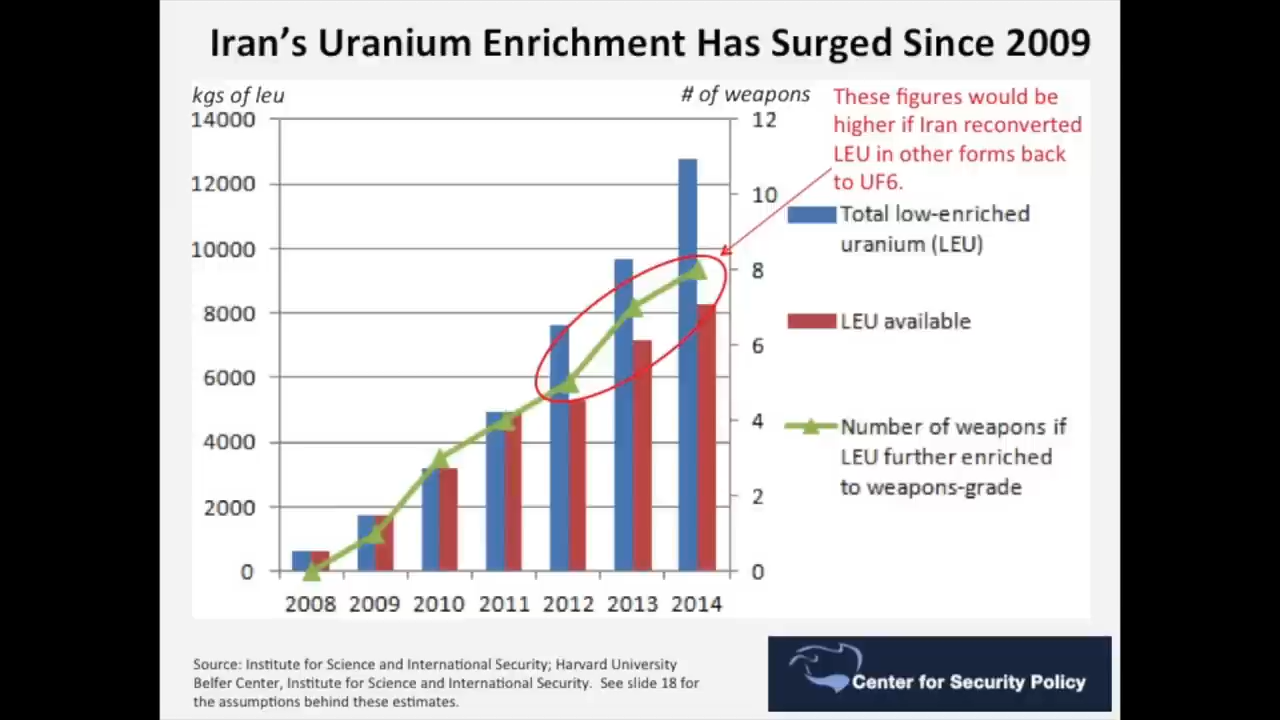 Iran's Uranium Enrichment Has Surged Since 2009
kgs of leu
# of weapons
These figures would be
higher if Iran reconverted
LEU in other forms back
to UF6.
14000
12000
10000
8000
6000
4000
2000
0
12
10
8
6
4
2
0
Total low-enriched
uranium (LEU)
LEU available
Number of weapons if
LEU further enriched
to weapons-grade
2008 2009 2010 2011 2012 2013 2014
Source: Institute for Science and International Security; Harvard University
Belfer Center, Institute for Science and International Security. See slide 18 for
the assumptions behind these estimates.
Center for Security Policy